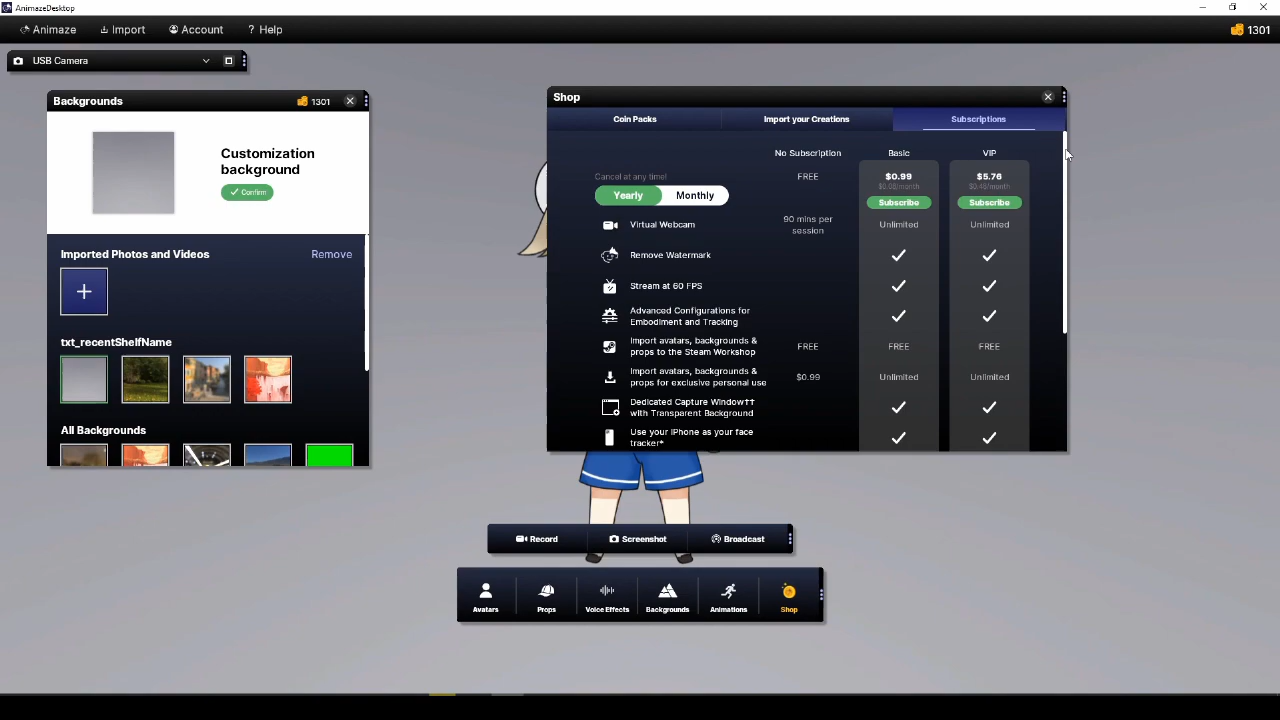 AnimazeDesktop
Animaze Import Account ? Help 1301
USB Camera
Backgrounds 1301
Customization
background
Confirm
Imported Photos and Videos Remove
txt_recentShelfName
All Backgrounds
Shop
Coin Packs Import your Creations Subscriptions
No Subscription Basic VIP
Cancel at any time! FREE $0.99 $5.76
Yearly Monthly Subscribe Subscribe
Virtual Webcam 90 mins per session Unlimited Unlimited
Remove Watermark
Stream at 60 FPS
Advanced Configurations for
Embodiment and Tracking
Import avatars, backgrounds &
props to the Steam Workshop FREE FREE FREE
Import avatars, backgrounds &
props for exclusive personal use $0.99 Unlimited Unlimited
Dedicated Capture Window††
with Transparent Background
Use your iPhone as your face
tracker*
Record Screenshot Broadcast
Avatars Props Voice Effects Backgrounds Animations Shop